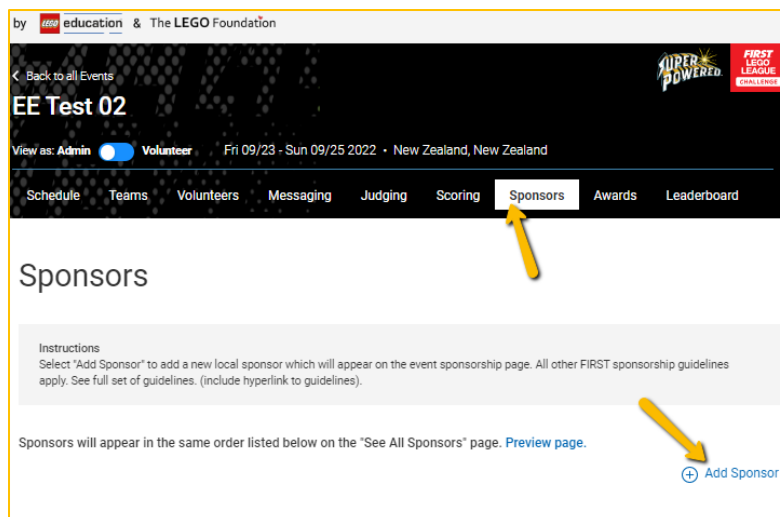 by LEGO education & The LEGO Foundation
Back to all Events
SUPER POWERED
FIRST
LEGO
LEAGUE
CHALLENGE
EE Test 02
View as: Admin Volunteer Fri 09/23 - Sun 09/25 2022 • New Zealand, New Zealand
Schedule Teams Volunteers Messaging Judging Scoring Sponsors Awards Leaderboard
Sponsors
Instructions
Select "Add Sponsor" to add a new local sponsor which will appear on the event sponsorship page. All other FIRST sponsorship guidelines
apply. See full set of guidelines. (include hyperlink to guidelines).
Sponsors will appear in the same order listed below on the "See All Sponsors" page. Preview page.
Add Sponsor